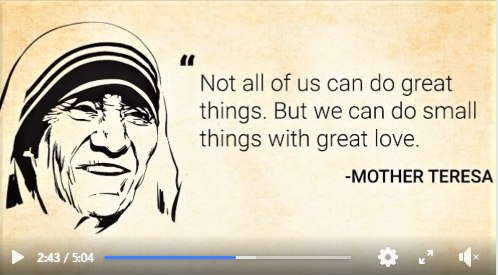 “
Not all of us can do great
things. But we can do small
things with great love.
-MOTHER TERESA
2:43 / 5:04